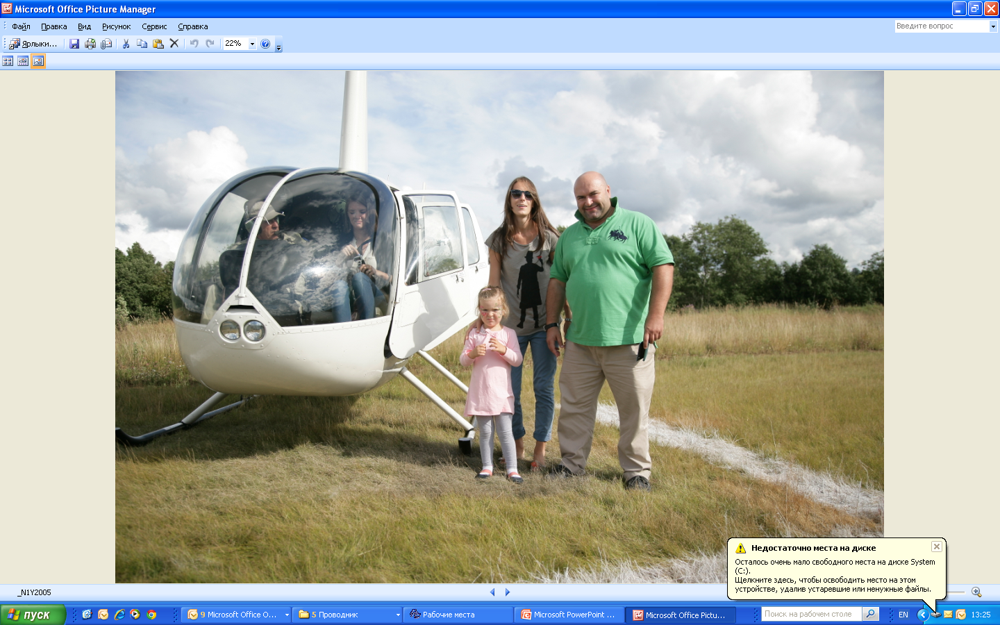 Microsoft Office Picture Manager
Файл Правка Вид Рисунок Сервис Справка
Введите вопрос
Ярлыки...
22%
Недостаточно места на диске
Осталось очень мало свободного места на диске System
(C:).
Щелкните здесь, чтобы освободить место на этом
устройстве, удалив устаревшие или ненужные файлы.
_N1Y2005
пуск
9 Microsoft Office O...
5 Проводник
Рабочие места
Microsoft PowerPoint ...
Microsoft Office Pictu...
Поиск на рабочем столе
EN
13:25